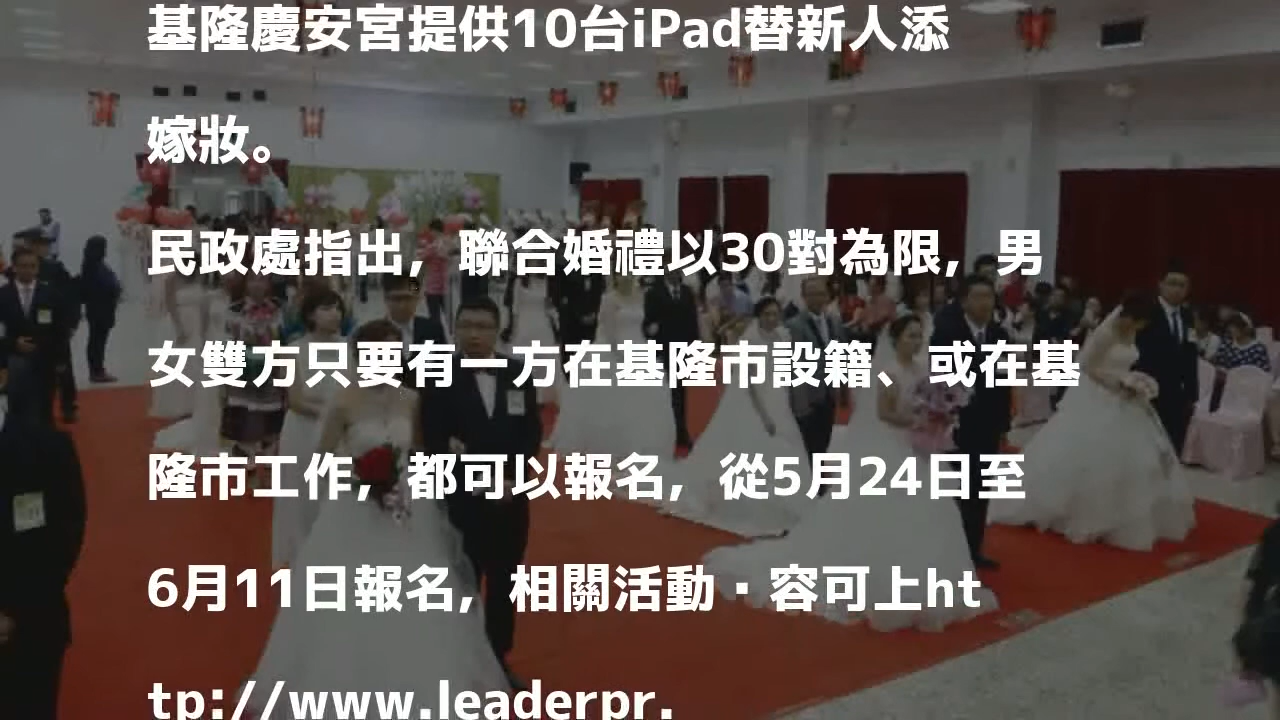 基隆慶安宮提供10台iPad替新人添
嫁妝。
民政處指出，聯合婚禮以30對為限，男
女雙方只要有一方在基隆市設籍、或在基
隆市工作，都可以報名，從5月24日至
6月11日報名，相關活動·容可上ht
tp://www.leaderpr.